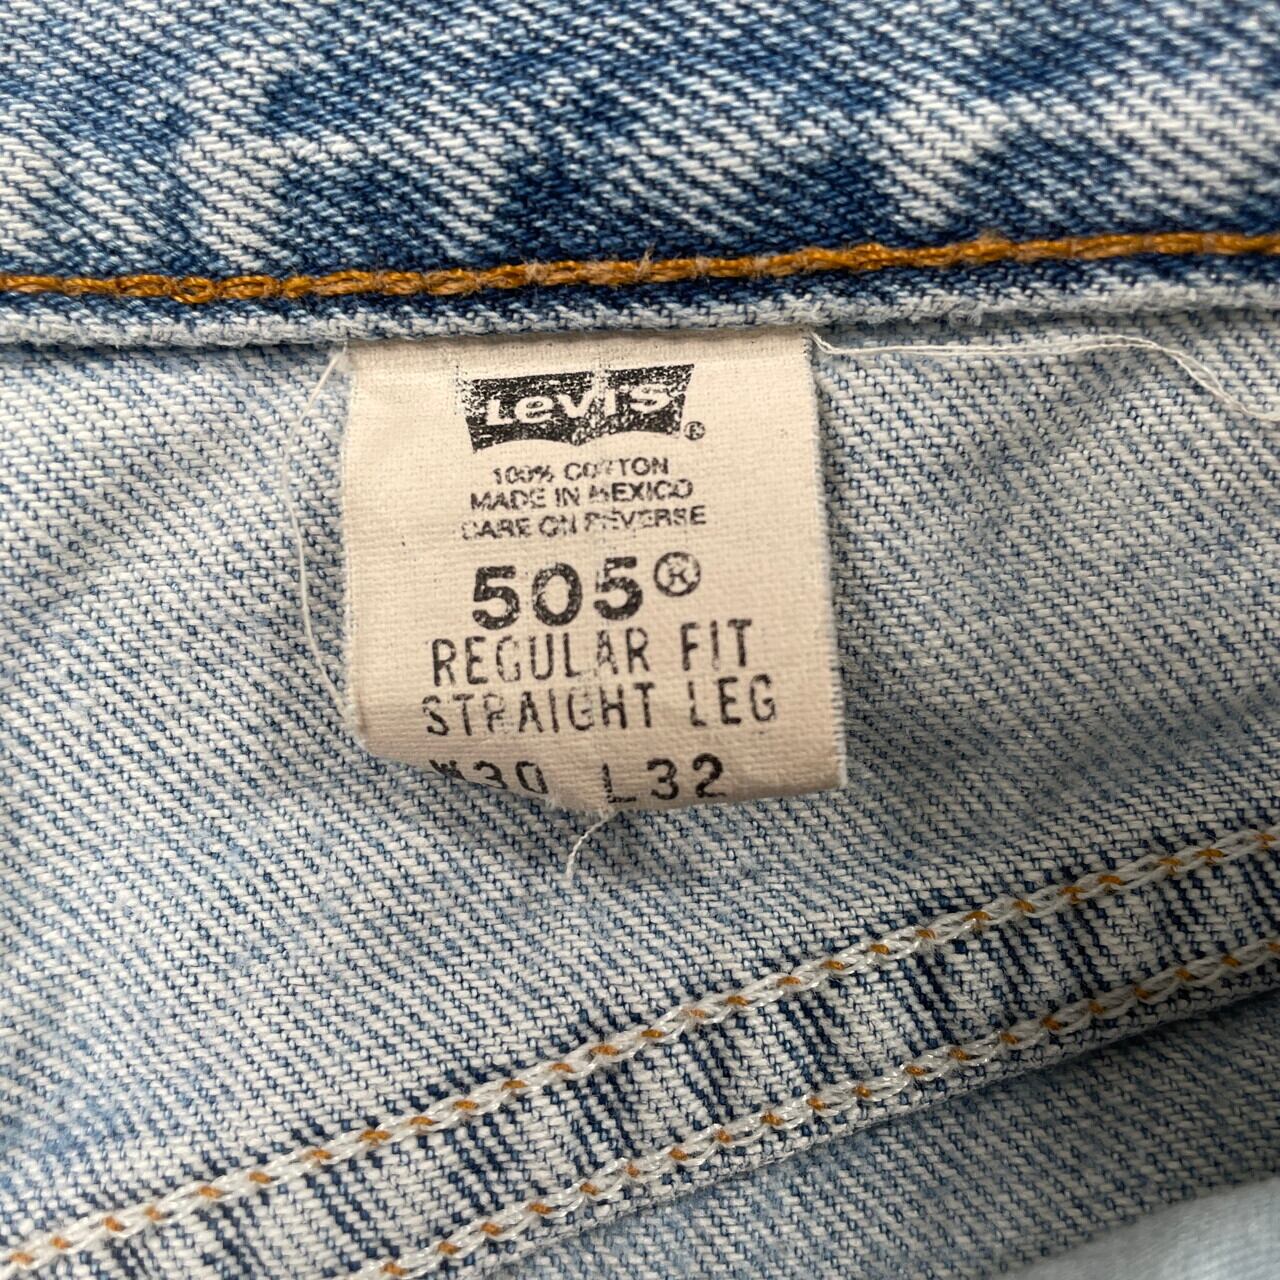 Levi's®
100% COTTON
MADE IN MEXICO
CARE ON REVERSE
505®
REGULAR FIT
STRAIGHT LEG
W30 L32